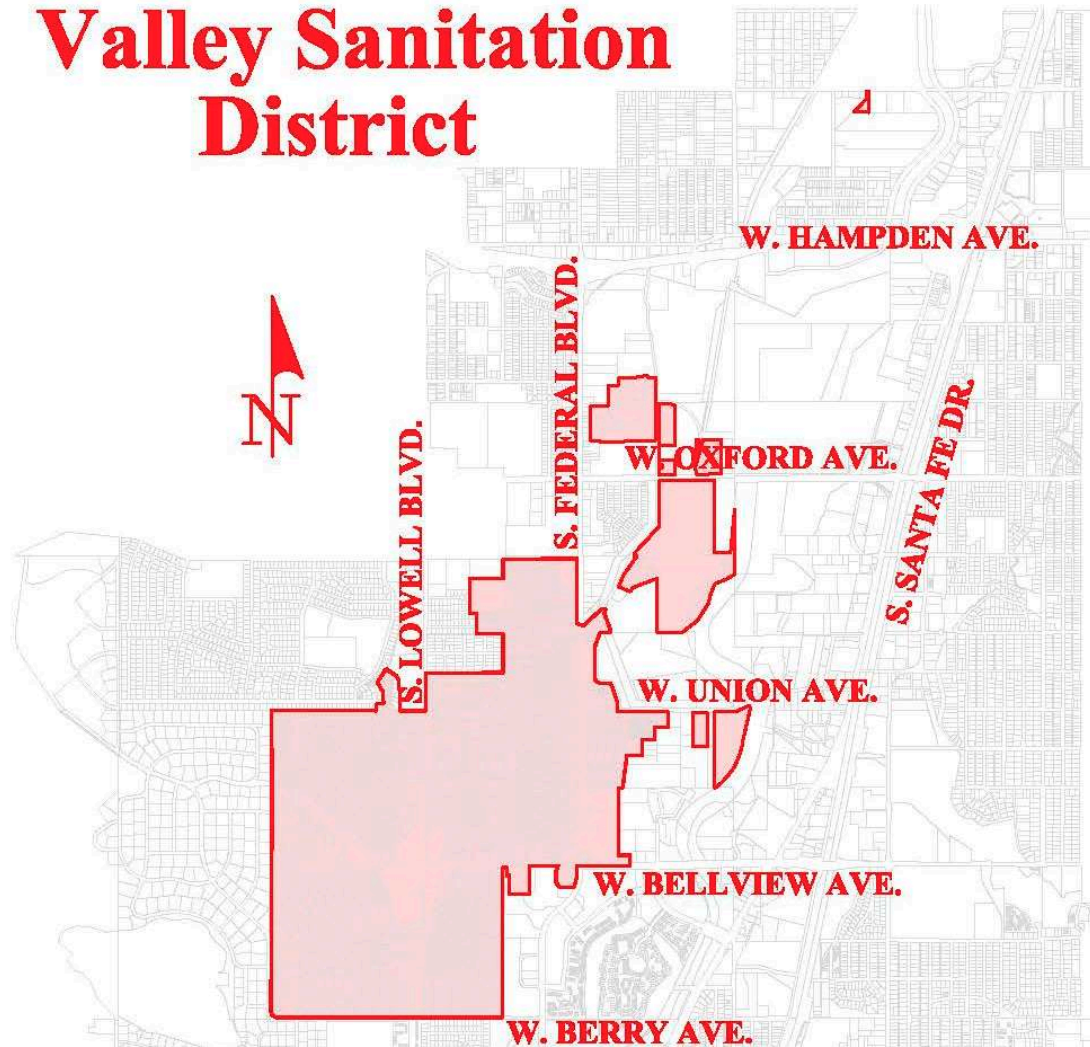 Valley Sanitation
District
W. HAMPDEN AVE.
S. FEDERAL BLVD.
N
S. LOWELL BLVD.
W. OXFORD AVE.
S. SANTA FE DR.
W. UNION AVE.
W. BELLVIEW AVE.
W. BERRY AVE.